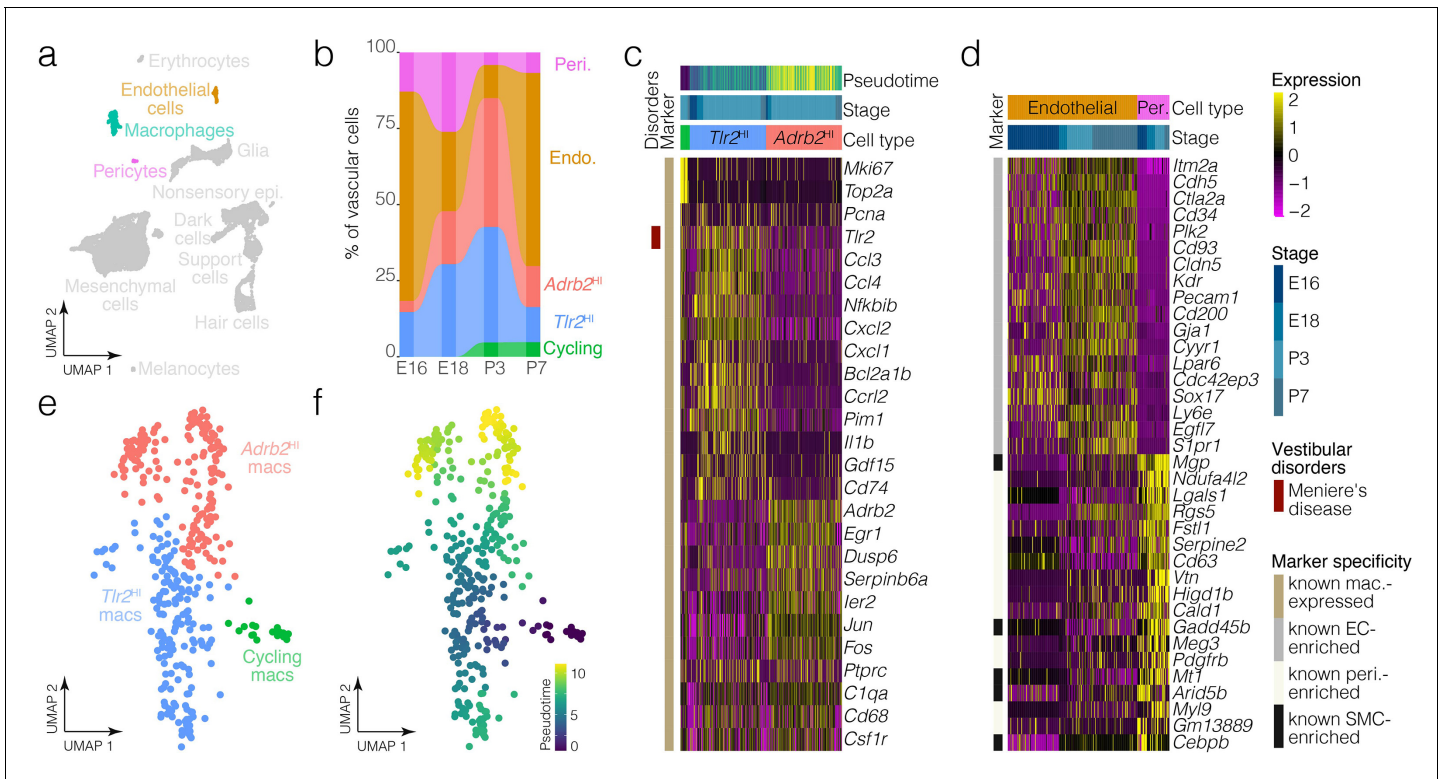 a
Erythrocytes
Endothelial
cells
Macrophages
Glia
Pericytes
Nonsensory epi.
Dark
cells
Support
cells
Mesenchymal
cells
Hair cells
Melanocytes
UMAP 2
UMAP 1
b
% of vascular cells
100
75
50
25
0
E16 E18 P3 P7
Peri.
Endo.
Adrb2HI
Tlr2HI
Cycling
c
Disorders
Marker
Pseudotime
Stage
Tlr2HI Adrb2HI Cell type
Mki67
Top2a
Pcna
Tlr2
Ccl3
Ccl4
Nfkbib
Cxcl2
Cxcl1
Bcl2a1b
Ccrl2
Pim1
Il1b
Gdf15
Cd74
Adrb2
Egr1
Dusp6
Serpinb6a
Ier2
Jun
Fos
Ptprc
C1qa
Cd68
Csf1r
d
Marker
Endothelial Per. Cell type
Stage
Itm2a
Cdh5
Ctla2a
Cd34
Plk2
Cd93
Cldn5
Kdr
Pecam1
Cd200
Gja1
Cyyr1
Lpar6
Cdc42ep3
Sox17
Ly6e
Egfl7
S1pr1
Mgp
Ndufa4l2
Lgals1
Rgs5
Fstl1
Serpine2
Cd63
Vtn
Higd1b
Cald1
Gadd45b
Meg3
Pdgfrb
Mt1
Arid5b
Myl9
Gm13889
Cebpb
Expression
2
1
0
−1
−2
Stage
E16
E18
P3
P7
Vestibular
disorders
Meniere's
disease
Marker specificity
known mac.-
expressed
known EC-
enriched
known peri.-
enriched
known SMC-
enriched
e
Adrb2HI
macs
Tlr2HI
macs
Cycling
macs
UMAP 2
UMAP 1
f
UMAP 2
UMAP 1
Pseudotime
10
5
0